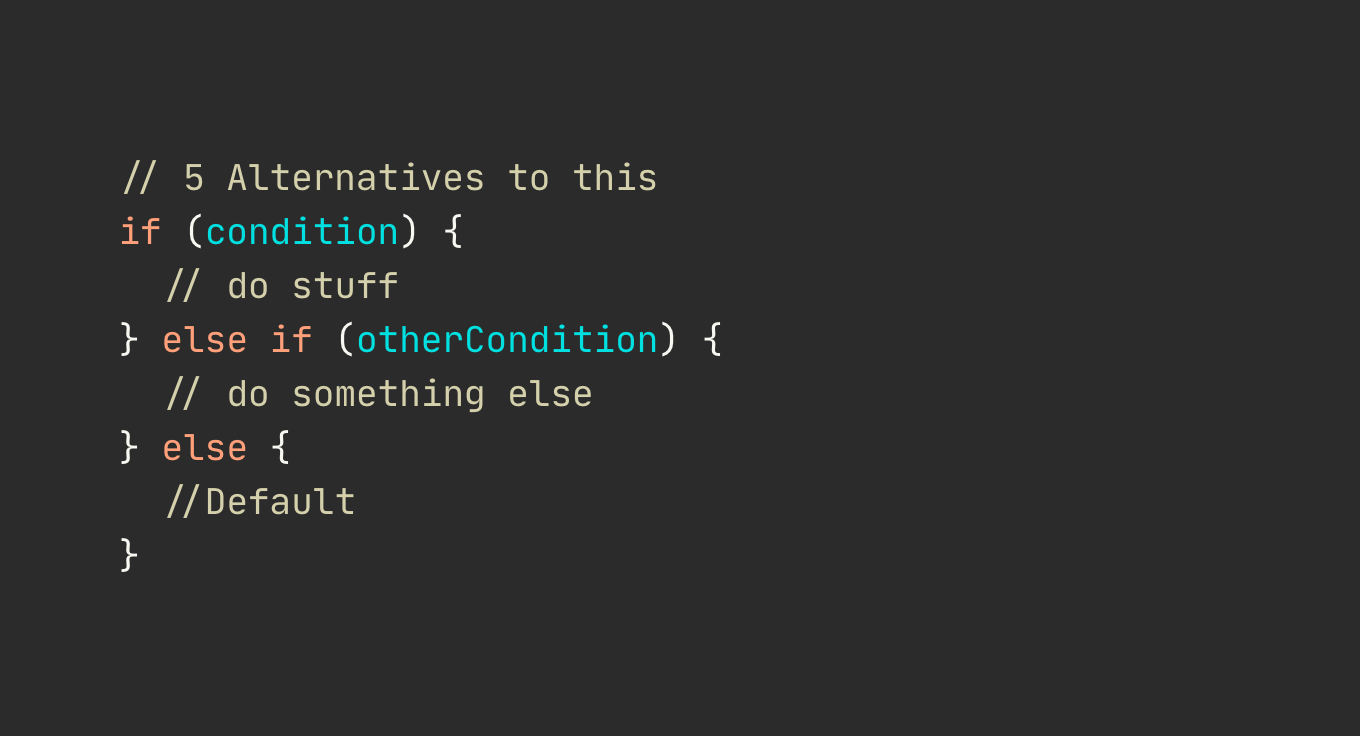 // 5 Alternatives to this
if (condition) {
  // do stuff
} else if (otherCondition) {
  // do something else
} else {
  //Default
}